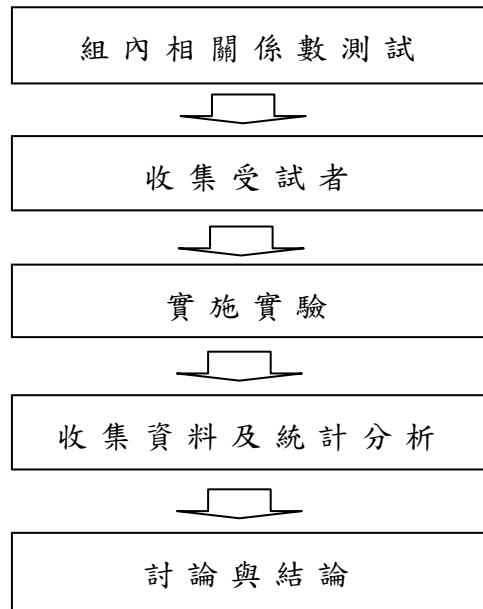 組內相關係數測試
收集受試者
實施實驗
收集資料及統計分析
討論與結論